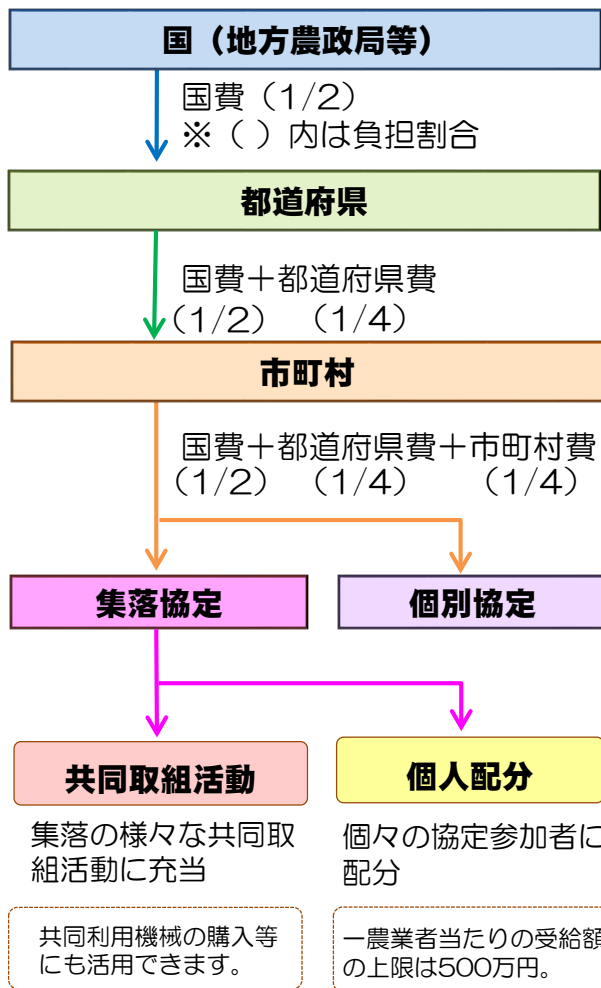 国（地方農政局等）
国費（1/2）
※（ ）内は負担割合
都道府県
国費＋都道府県費
（1/2） （1/4）
市町村
国費＋都道府県費＋市町村費
（1/2） （1/4） （1/4）
集落協定
個別協定
共同取組活動
集落の様々な共同取
組活動に充当
共同利用機械の購入等
にも活用できます。
個人配分
個々の協定参加者に
配分
一農業者当たりの受給額
の上限は500万円。